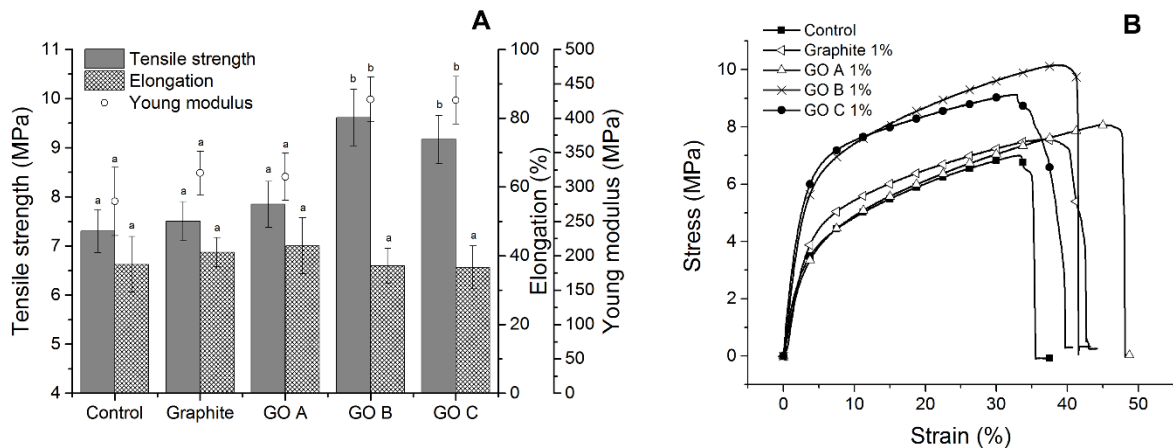 A
Tensile strength
Elongation
Young modulus
Tensile strength (MPa)
11
10
9
8
7
6
5
4
a a a
a a a
a a a
b b a
b b a
Control Graphite GO A GO B GO C
100
80
60
40
20
0
Elongation (%)
500
450
400
350
300
250
200
150
100
50
0
Young modulus (MPa)
B
Control
Graphite 1%
GO A 1%
GO B 1%
GO C 1%
Stress (MPa)
10
8
6
4
2
0
0 10 20 30 40 50
Strain (%)